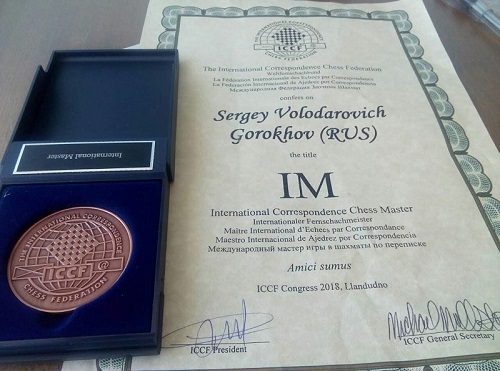 ICCF
The International Correspondence Chess Federation
Weltfernschachbund
La Fédération Internationale des Echecs par Correspondance
La Federación Internacional de Ajedrez por Correspondencia
Международная Федерация Заочных Шахмат
confers on
Sergey Volodarovich
Gorokhov (RUS)
the title
IM
International Correspondence Chess Master
Internationaler Fernschachmeister
Maître International d'Echecs par Correspondance
Maestro Internacional de Ajedrez por Correspondencia
Международный мастер игры в шахматы по переписке
Amici sumus
ICCF Congress 2018, Llandudno
ICCF President
ICCF General Secretary
International Master
THE INTERNATIONAL CORRESPONDENCE
ICCF
CHESS FEDERATION